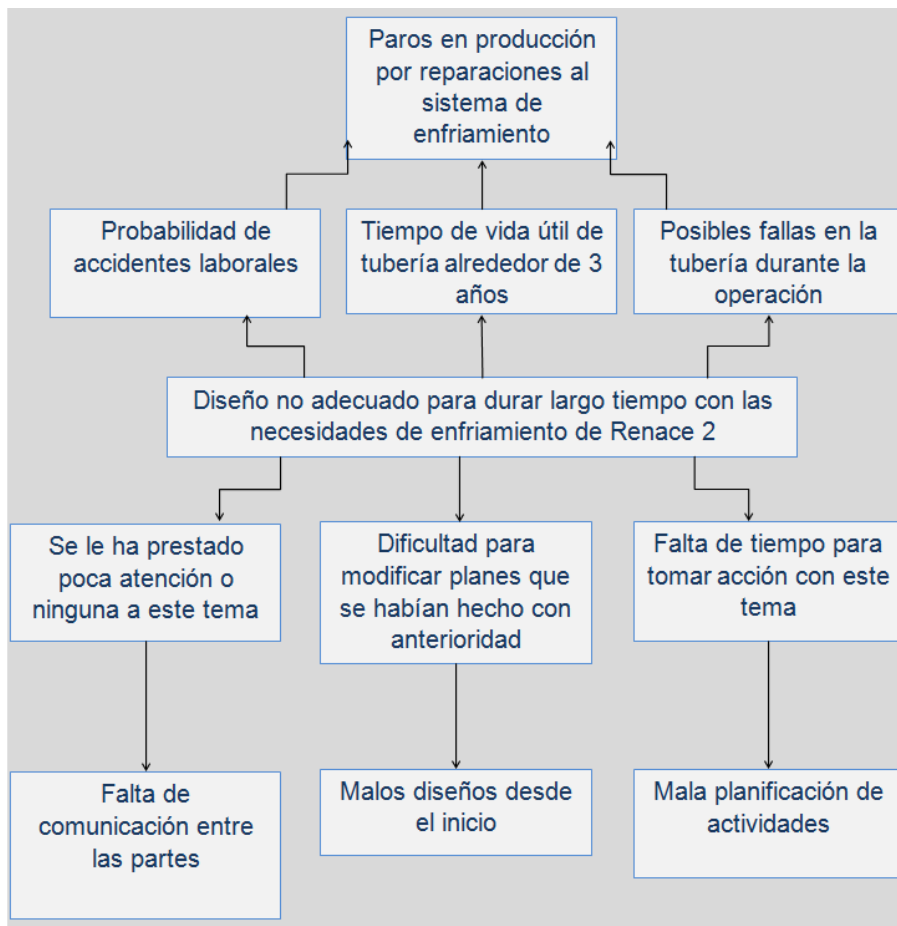 Paros en producción
por reparaciones al
sistema de
enfriamiento
Probabilidad de
accidentes laborales
Tiempo de vida útil de
tubería alrededor de 3
años
Posibles fallas en la
tubería durante la
operación
Diseño no adecuado para durar largo tiempo con las
necesidades de enfriamiento de Renace 2
Se le ha prestado
poca atención o
ninguna a este tema
Dificultad para
modificar planes que
se habían hecho con
anterioridad
Falta de tiempo para
tomar acción con este
tema
Falta de
comunicación entre
las partes
Malos diseños desde
el inicio
Mala planificación de
actividades